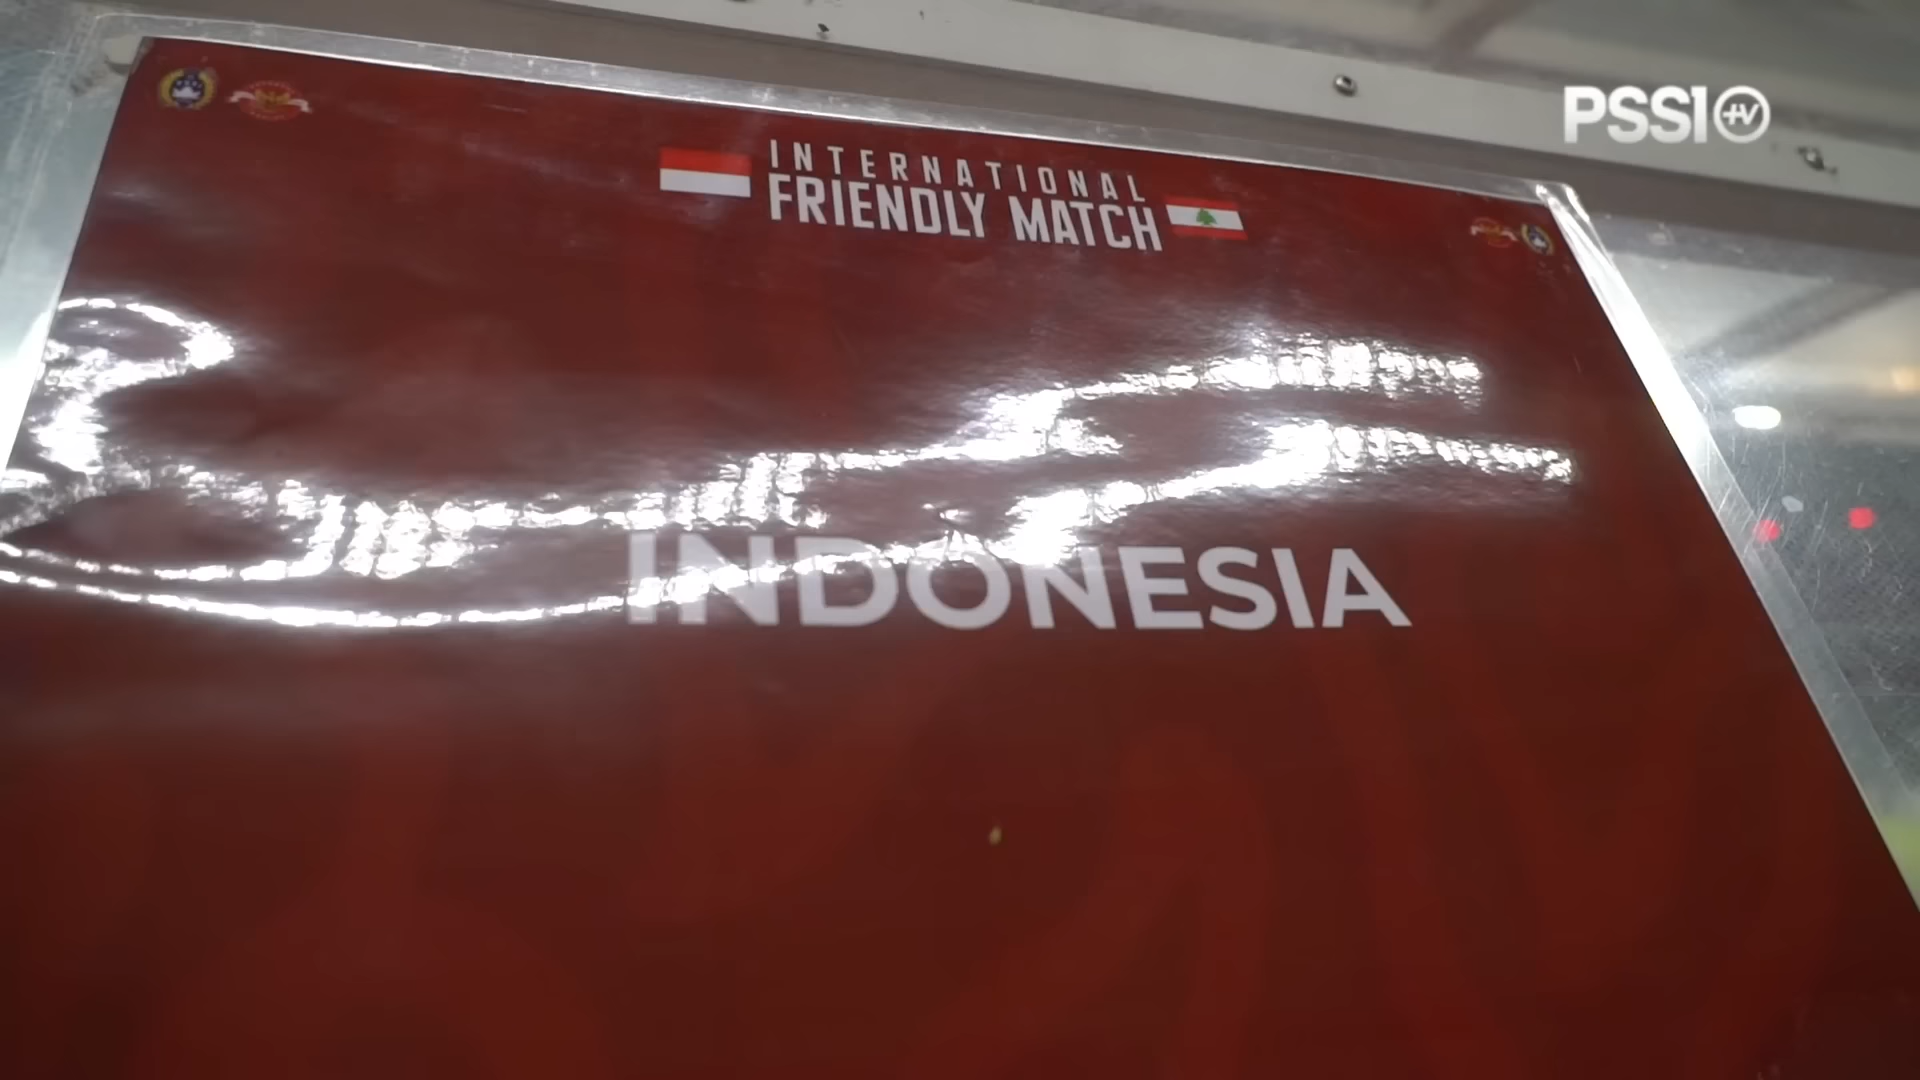 PSSI tv
INTERNATIONAL
FRIENDLY MATCH
INDONESIA